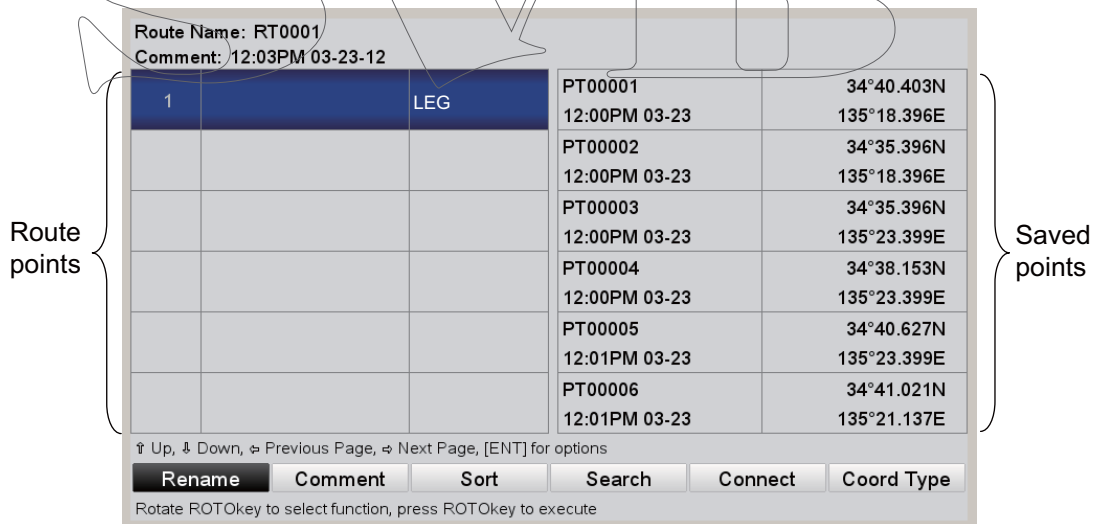 Route Name: RT0001
Comment: 12:03PM 03-23-12
1 LEG
PT00001 34°40.403N
12:00PM 03-23 135°18.396E
PT00002 34°35.396N
12:00PM 03-23 135°18.396E
PT00003 34°35.396N
12:00PM 03-23 135°23.399E
PT00004 34°38.153N
12:00PM 03-23 135°23.399E
PT00005 34°40.627N
12:01PM 03-23 135°23.399E
PT00006 34°41.021N
12:01PM 03-23 135°21.137E
Route
points
Saved
points
⇧ Up, ⇩ Down, ⇦ Previous Page, ⇨ Next Page, [ENT] for options
Rename Comment Sort Search Connect Coord Type
Rotate ROTOkey to select function, press ROTOkey to execute